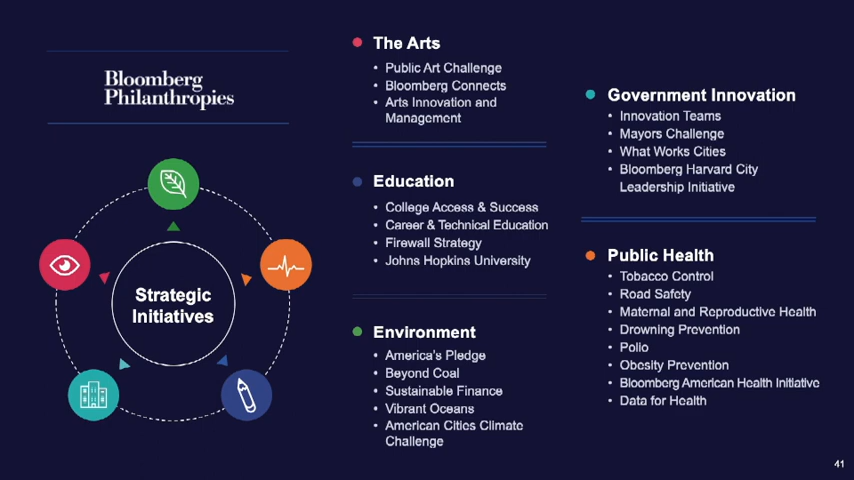 Bloomberg
Philanthropies
Strategic
Initiatives
The Arts
• Public Art Challenge
• Bloomberg Connects
• Arts Innovation and
Management
Education
• College Access & Success
• Career & Technical Education
• Firewall Strategy
• Johns Hopkins University
Environment
• America's Pledge
• Beyond Coal
• Sustainable Finance
• Vibrant Oceans
• American Cities Climate
Challenge
Government Innovation
• Innovation Teams
• Mayors Challenge
• What Works Cities
• Bloomberg Harvard City
Leadership Initiative
Public Health
• Tobacco Control
• Road Safety
• Maternal and Reproductive Health
• Drowning Prevention
• Polio
• Obesity Prevention
• Bloomberg American Health Initiative
• Data for Health
41